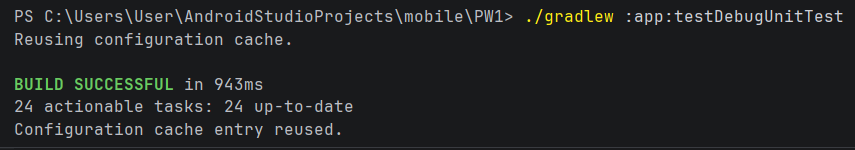 PS C:\Users\User\AndroidStudioProjects\mobile\PW1> ./gradlew :app:testDebugUnitTest
Reusing configuration cache.
BUILD SUCCESSFUL in 943ms
24 actionable tasks: 24 up-to-date
Configuration cache entry reused.